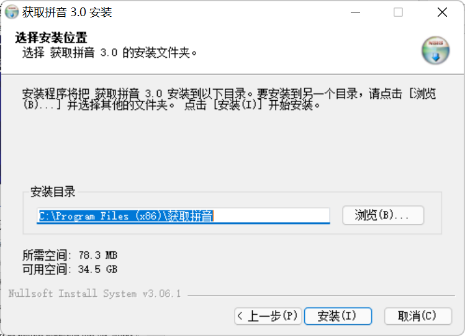 获取拼音 3.0 安装
选择安装位置
选择 获取拼音 3.0 的安装文件夹。
安装程序将把 获取拼音 3.0 安装到以下目录。要安装到另一个目录，请点击 [浏览
(B)...] 并选择其他的文件夹。 点击 [安装(I)] 开始安装。
安装目录
C:\Program Files (x86)\获取拼音
浏览(B)...
所需空间: 78.3 MB
可用空间: 34.5 GB
Nullsoft Install System v3.06.1
< 上一步(P)
安装(I)
取消(C)